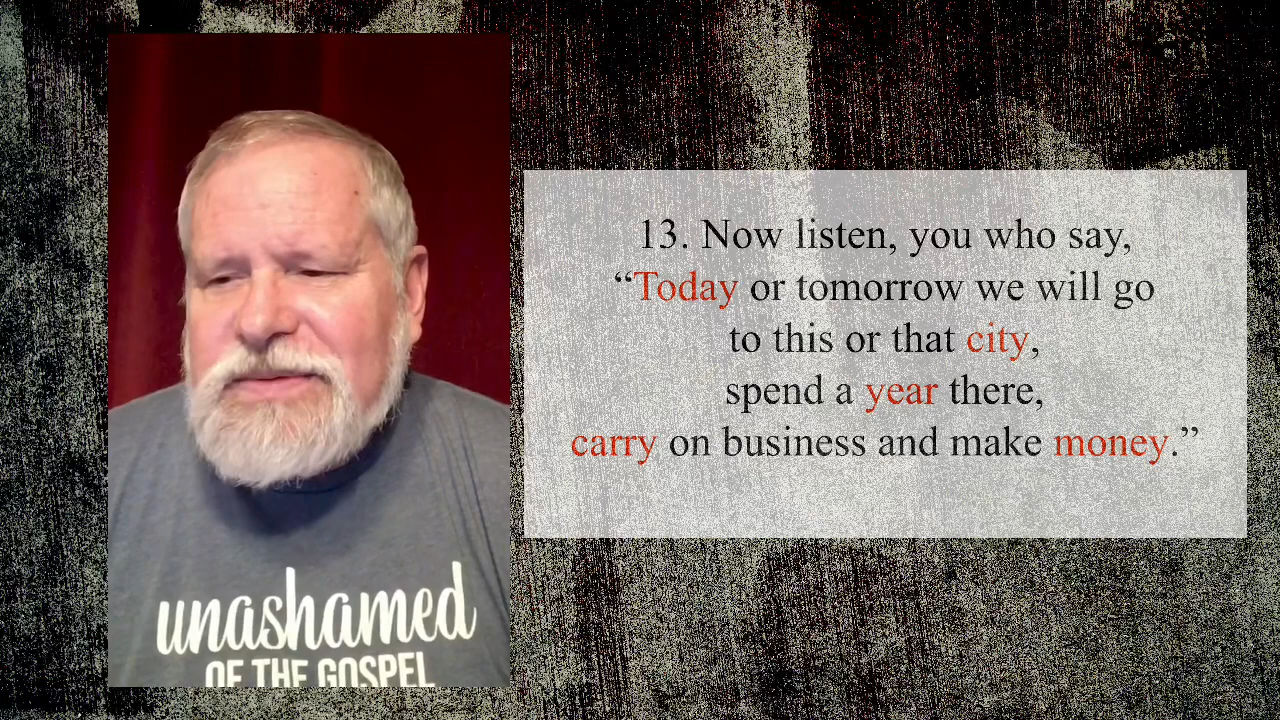 unashamed
OF THE GOSPEL
13. Now listen, you who say,
“Today or tomorrow we will go
to this or that city,
spend a year there,
carry on business and make money.”